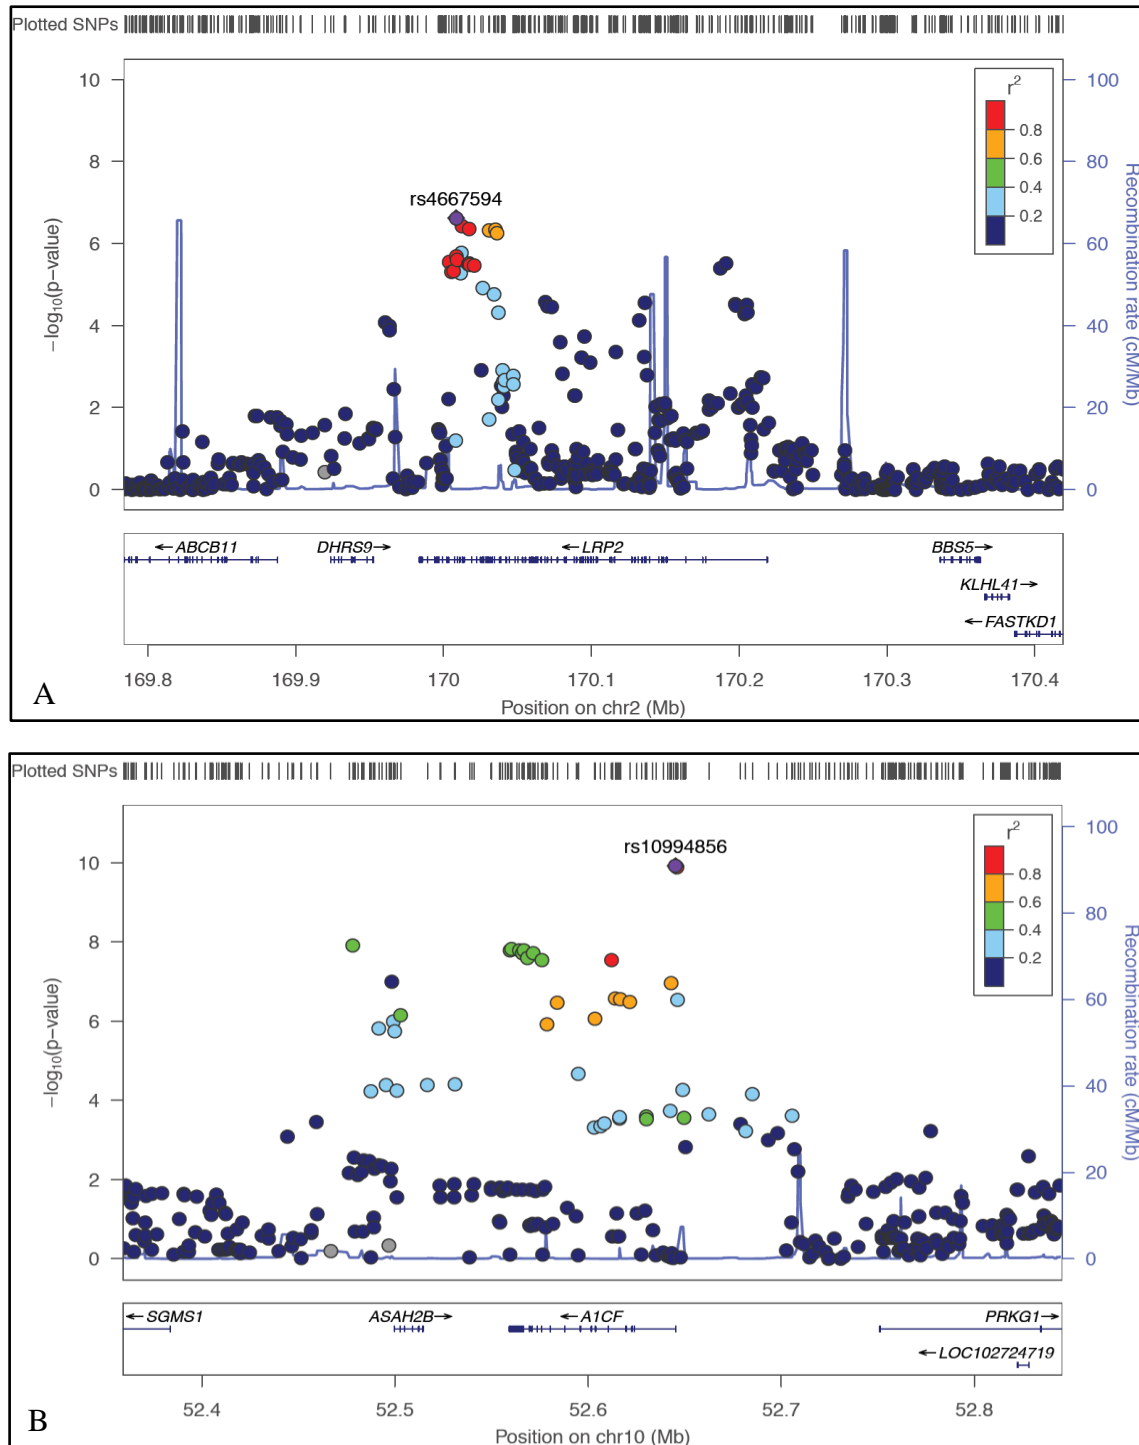 Plotted SNPs
10
8
6
4
2
0
−log10(p−value)
rs4667594
r2
0.8
0.6
0.4
0.2
100
80
60
40
20
0
Recombination rate (cM/Mb)
←ABCB11
DHRS9→
←LRP2
BBS5→
KLHL41→
←FASTKD1
169.8 169.9 170 170.1 170.2 170.3 170.4
Position on chr2 (Mb)
A
Plotted SNPs
10
8
6
4
2
0
−log10(p−value)
rs10994856
r2
0.8
0.6
0.4
0.2
100
80
60
40
20
0
Recombination rate (cM/Mb)
←SGMS1
ASAH2B→
←A1CF
PRKG1→
←LOC102724719
52.4 52.5 52.6 52.7 52.8
Position on chr10 (Mb)
B